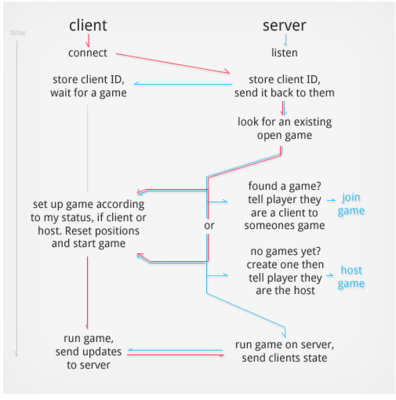 client
server
time
connect
listen
store client ID,
wait for a game
store client ID,
send it back to them
look for an existing
open game
set up game according
to my status, if client or
host. Reset positions
and start game
found a game?
tell player they
are a client to
someones game
join
game
or
no games yet?
create one then
tell player they
are the host
host
game
run game,
send updates
to server
run game on server,
send clients state